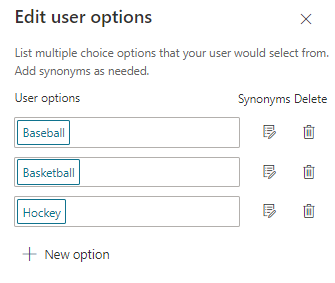 Edit user options
List multiple choice options that your user would select from.
Add synonyms as needed.
User options Synonyms Delete
Baseball
Basketball
Hockey
New option